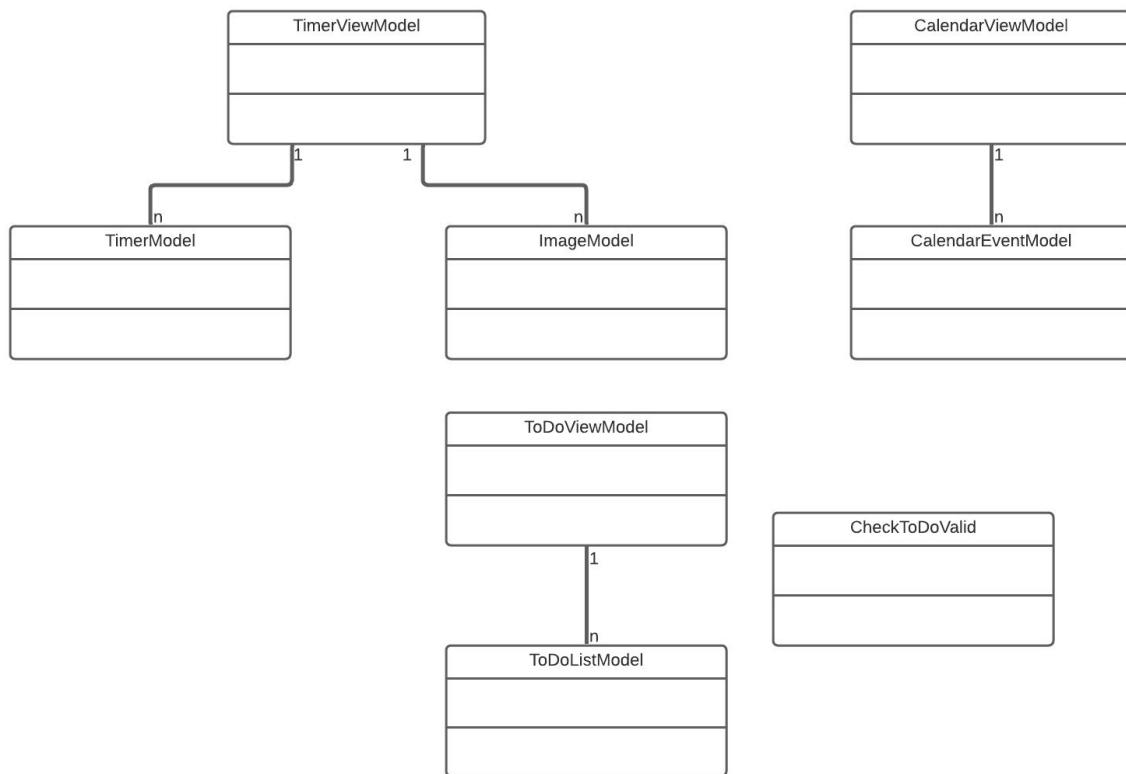 TimerViewModel
CalendarViewModel
1
1
1
n
n
n
TimerModel
ImageModel
CalendarEventModel
ToDoViewModel
CheckToDoValid
1
n
ToDoListModel